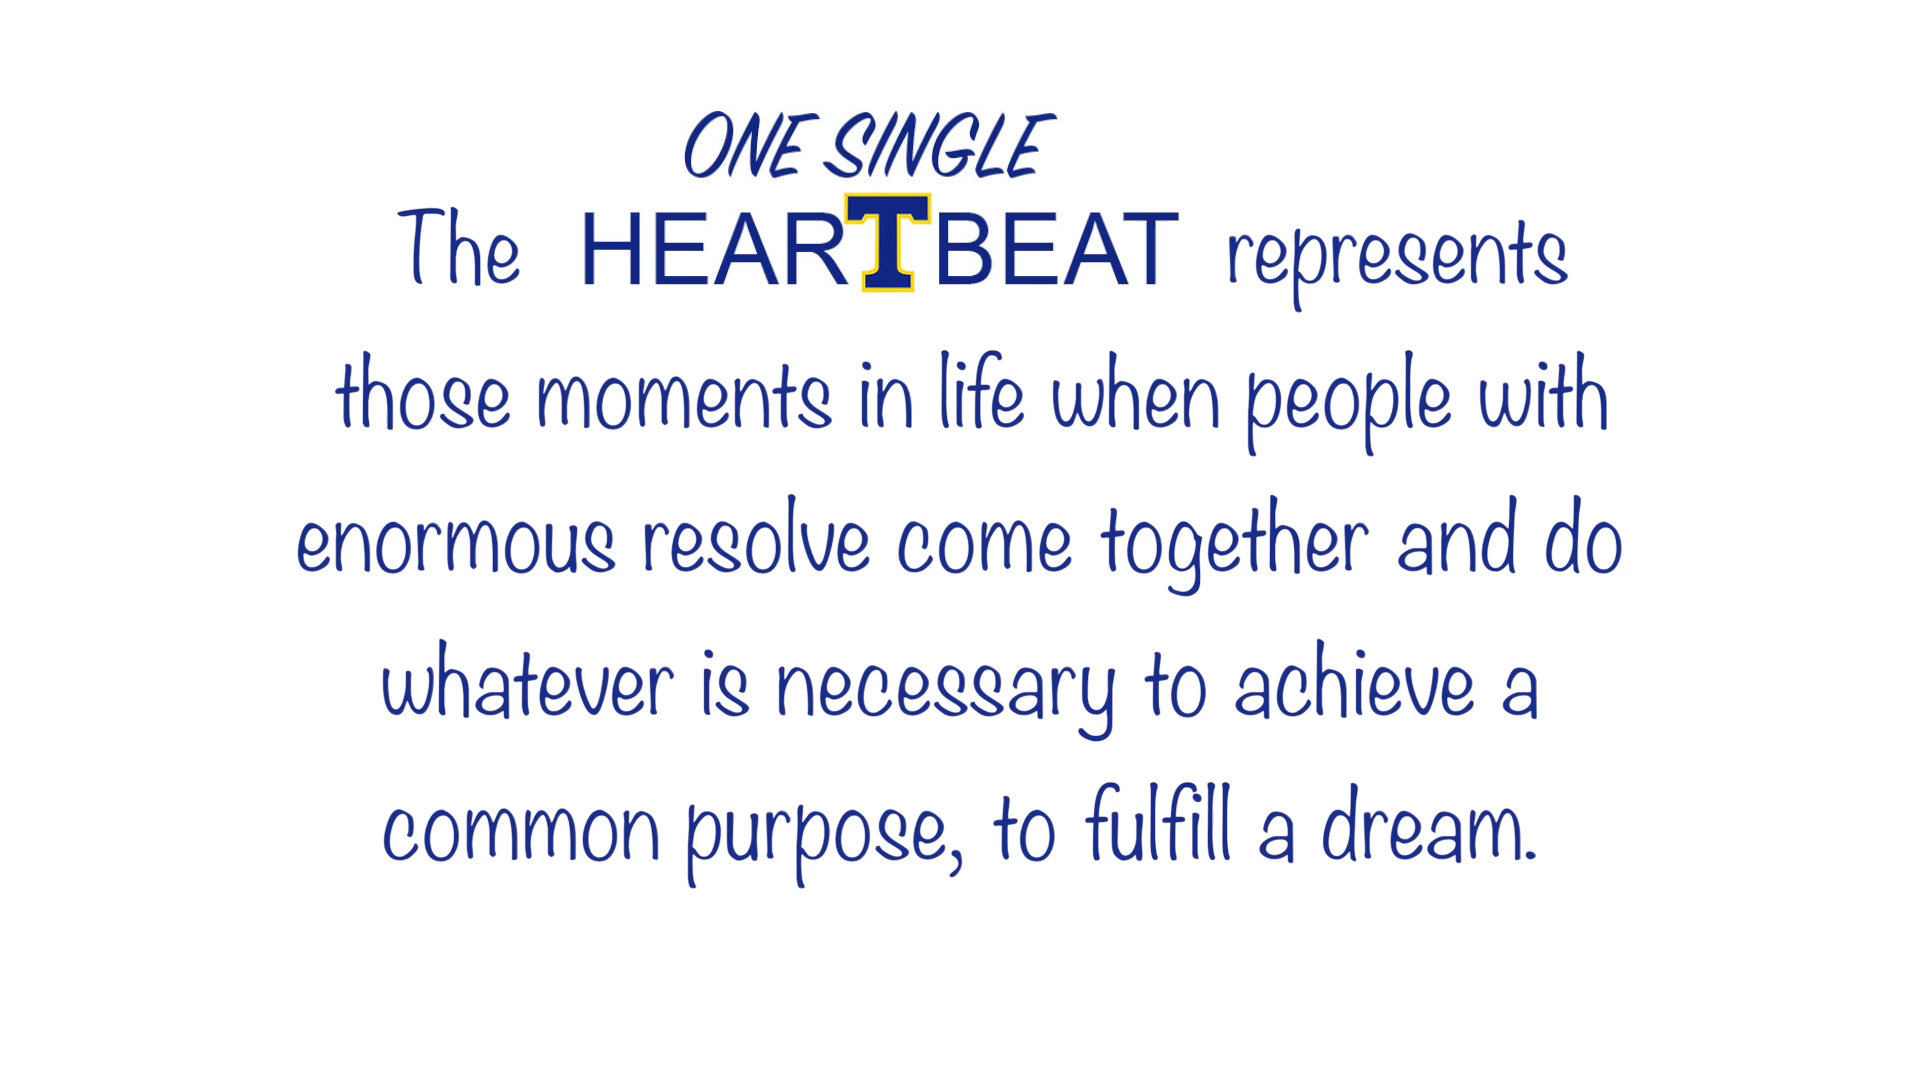 ONE SINGLE
The HEARTBEAT represents
those moments in life when people with
enormous resolve come together and do
whatever is necessary to achieve a
common purpose, to fulfill a dream.